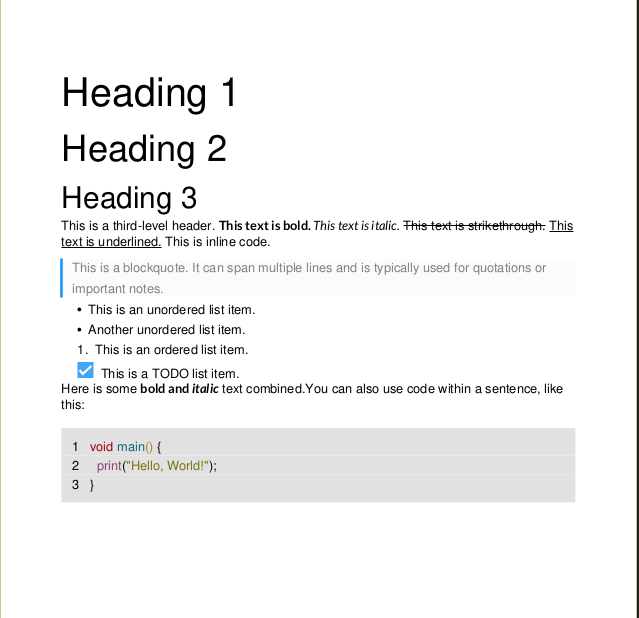 Heading 1
Heading 2
Heading 3
This is a third-level header. This text is bold. This text is italic. This text is strikethrough. This
text is underlined. This is inline code.
This is a blockquote. It can span multiple lines and is typically used for quotations or
important notes.
• This is an unordered list item.
• Another unordered list item.
1. This is an ordered list item.
This is a TODO list item.
Here is some bold and italic text combined.You can also use code within a sentence, like
this:
1 void main() {
2   print("Hello, World!");
3 }